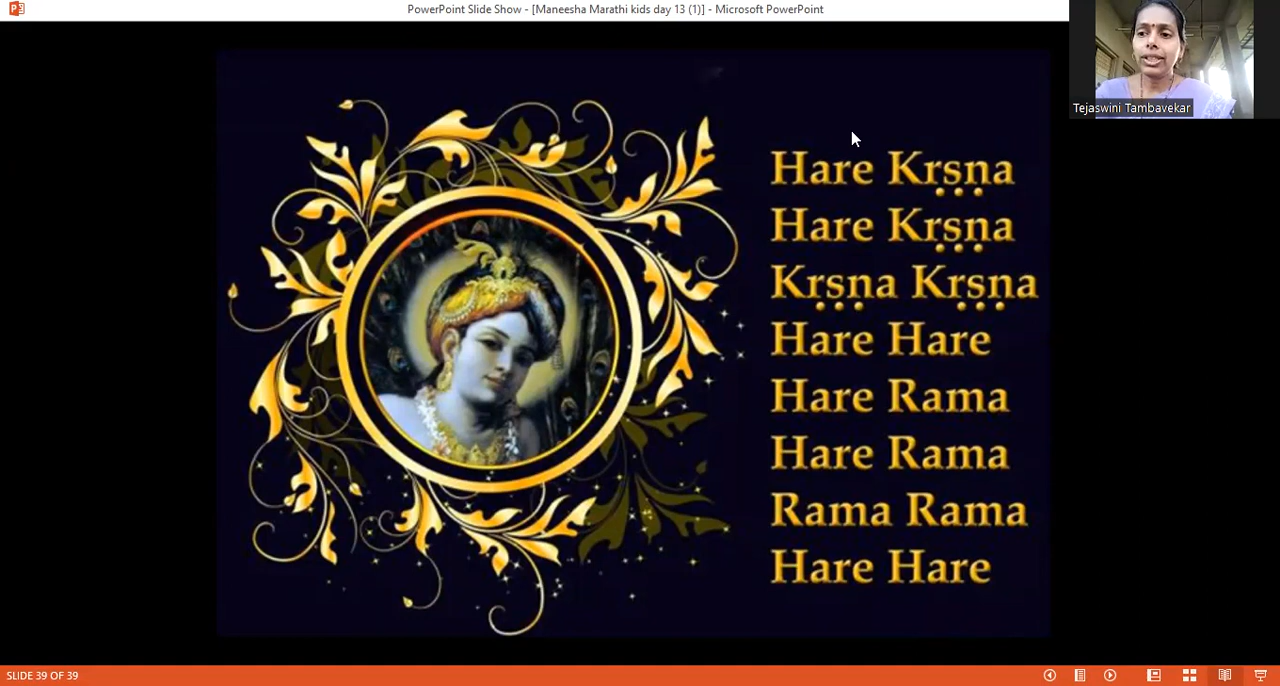 PowerPoint Slide Show - [Maneesha Marathi kids day 13 (1)] - Microsoft PowerPoint
Tejaswini Tambavekar
Hare Kṛṣṇa
Hare Kṛṣṇa
Kṛṣṇa Kṛṣṇa
Hare Hare
Hare Rama
Hare Rama
Rama Rama
Hare Hare
SLIDE 39 OF 39